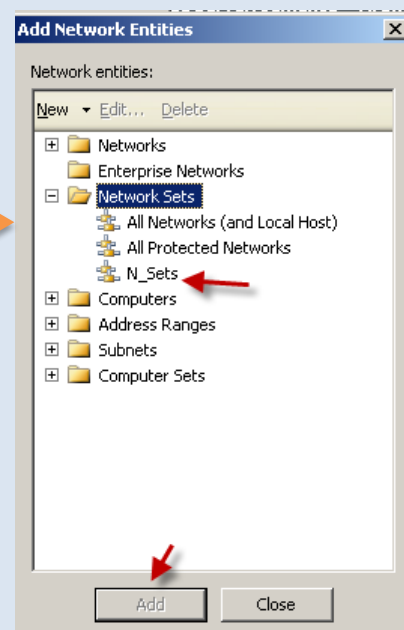 Add Network Entities
Network entities:
New Edit... Delete
Networks
Enterprise Networks
Network Sets
All Networks (and Local Host)
All Protected Networks
N_Sets
Computers
Address Ranges
Subnets
Computer Sets
Add Close